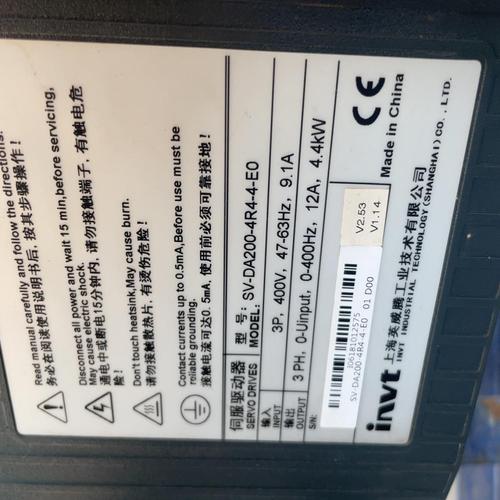 Read manual carefully and follow the directions.
务必在阅读使用说明书后, 按其步骤操作!
Disconnect all power and wait 15 min,before servicing,
May cause electric shock.
通电中或断电15分钟内, 请勿接触端子, 有触电危
险!
Don't touch heatsink,May cause burn.
请勿接触散热片, 有烫伤危险!
Contact currents up to 0.5mA,Before use must be
reliable grounding.
接触电流可达0.5mA, 使用前必须可靠接地!
伺服驱动器
SERVO DRIVES
型号:
MODEL:
SV-DA200-4R4-4-E0
输入
INPUT
3P, 400V, 47-63Hz, 9.1A
输出
OUTPUT
3 PH, 0-Uinput, 0-400Hz, 12A, 4.4kW
S/N:
SV-DA200-4R4-4-E0 01 D00
V2.53
V1.14
CE
Made in China
invt
上海英威腾工业技术有限公司
INVT INDUSTRIAL TECHNOLOGY (SHANGHAI) CO., LTD.